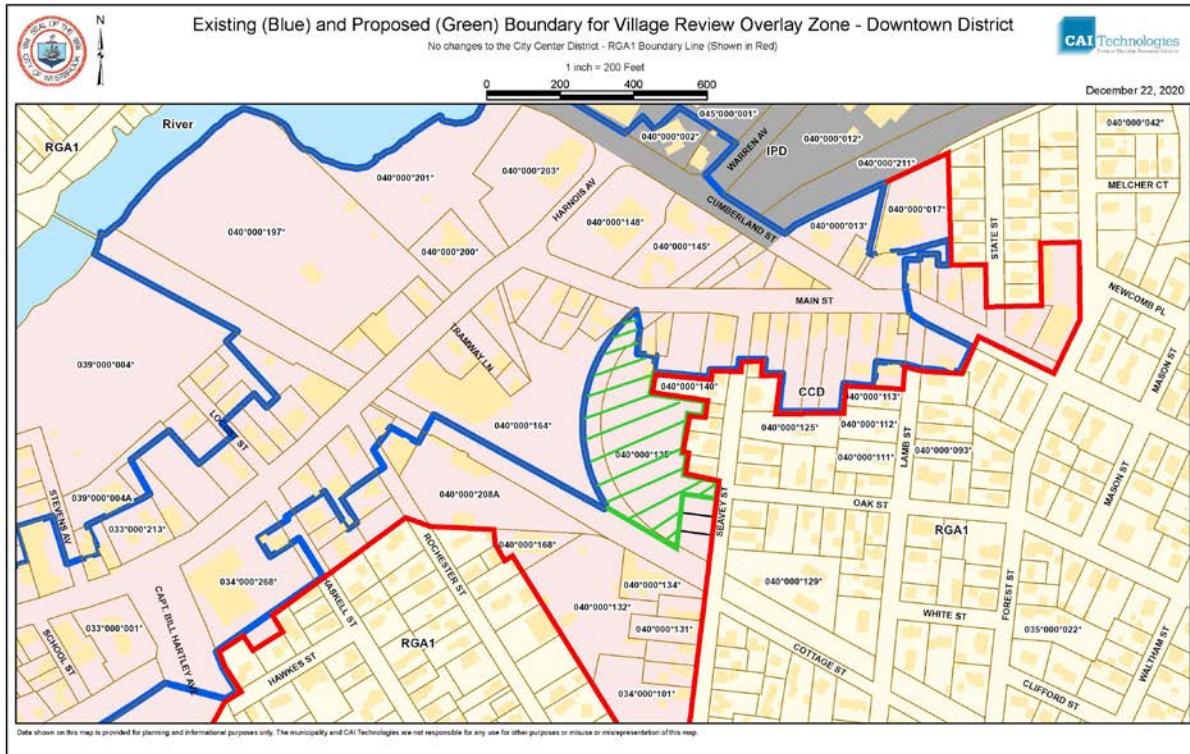 Existing (Blue) and Proposed (Green) Boundary for Village Review Overlay Zone - Downtown District
No changes to the City Center District - RGA1 Boundary Line (Shown in Red)
1 inch = 200 Feet
0 200 400 600
CAI Technologies
December 22, 2020
N
SEAL OF THE
CITY OF WESTBROOK
River
RGA1
045*000*001*
040*000*002*
WARREN AV
040*000*012*
IPD
040*000*042*
040*000*211*
MELCHER CT
040*000*201*
040*000*203*
HARNOIS AV
CUMBERLAND ST
040*000*017*
040*000*148*
040*000*013*
STATE ST
040*000*197*
040*000*200*
040*000*145*
MAIN ST
NEWCOMB PL
TRAMWAY LN
MASON ST
039*000*004*
040*000*140*
CCD
040*000*113*
040*000*164*
040*000*125*
040*000*112*
LAMB ST
040*000*111*
040*000*093*
MASON ST
STEVENS AV
039*000*004A
040*000*208A
SEAVEY ST
OAK ST
033*000*213*
RGA1
040*000*168*
ROCHESTER ST
034*000*268*
040*000*134*
040*000*129*
HASKELL ST
040*000*132*
FOREST ST
033*000*001*
CAPT. BILL HARTLEY AVE
040*000*131*
WHITE ST
035*000*022*
SCHOOL ST
RGA1
HAWKES ST
COTTAGE ST
WALTHAM ST
034*000*101*
CLIFFORD ST
Data shown on this map is provided for planning and informational purposes only. The municipality and CAI Technologies are not responsible for any use for other purposes or misuse or misrepresentation of this map.